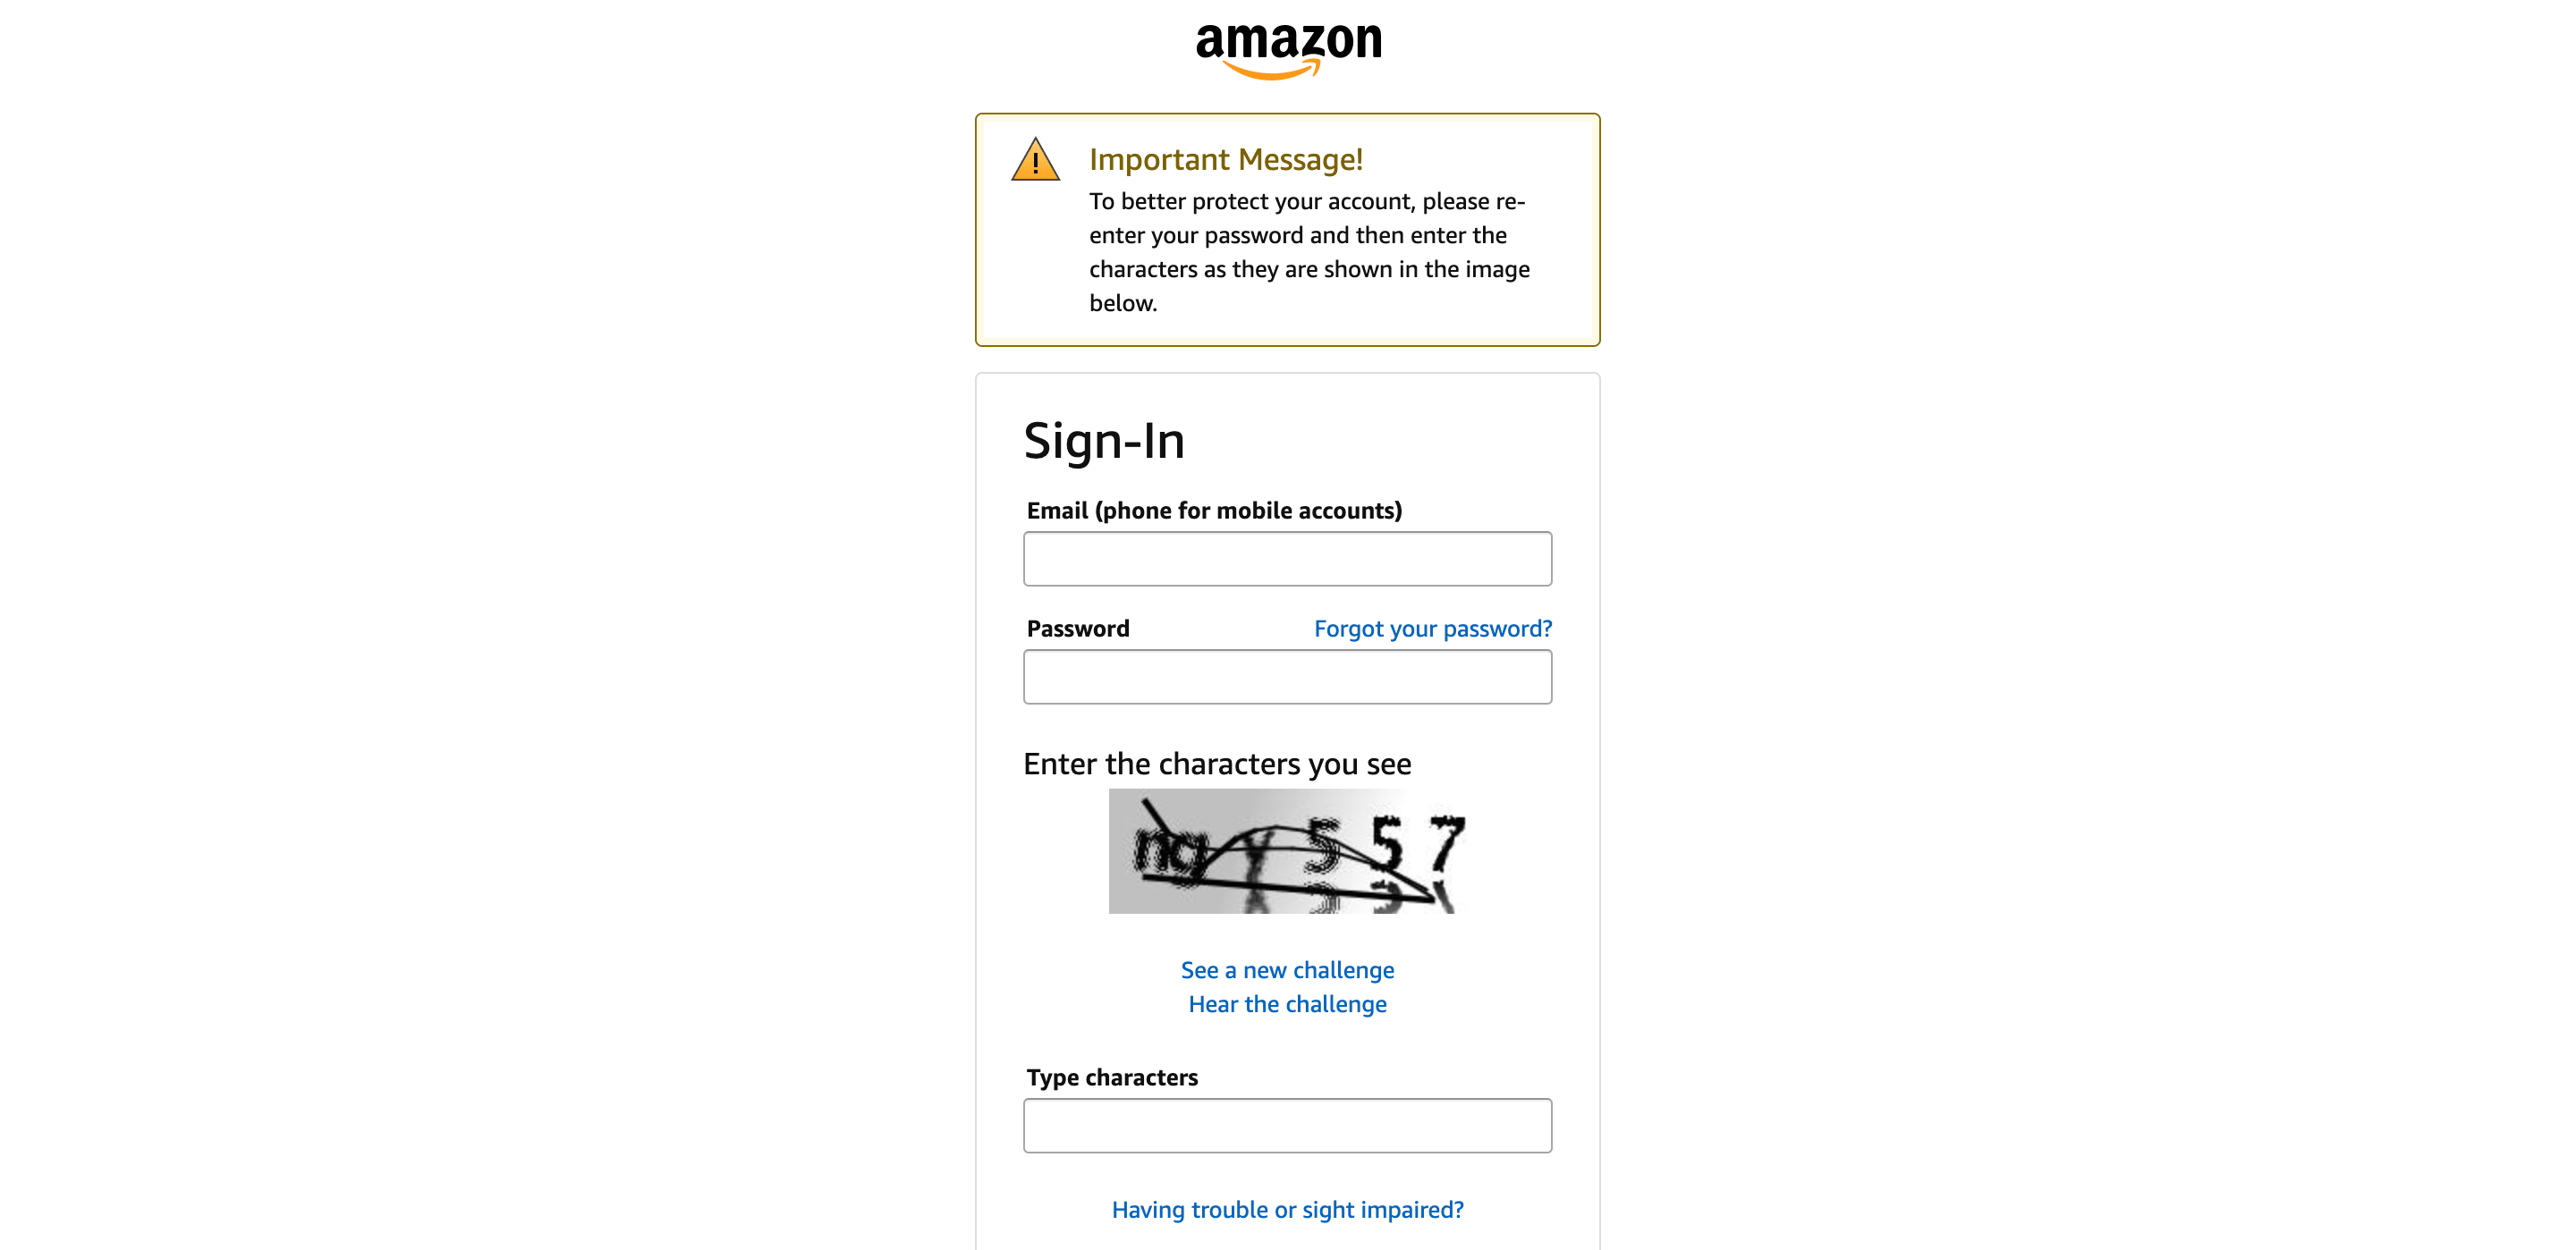 amazon
Important Message!
To better protect your account, please re-
enter your password and then enter the
characters as they are shown in the image
below.
Sign-In
Email (phone for mobile accounts)
Password Forgot your password?
Enter the characters you see
See a new challenge
Hear the challenge
Type characters
Having trouble or sight impaired?